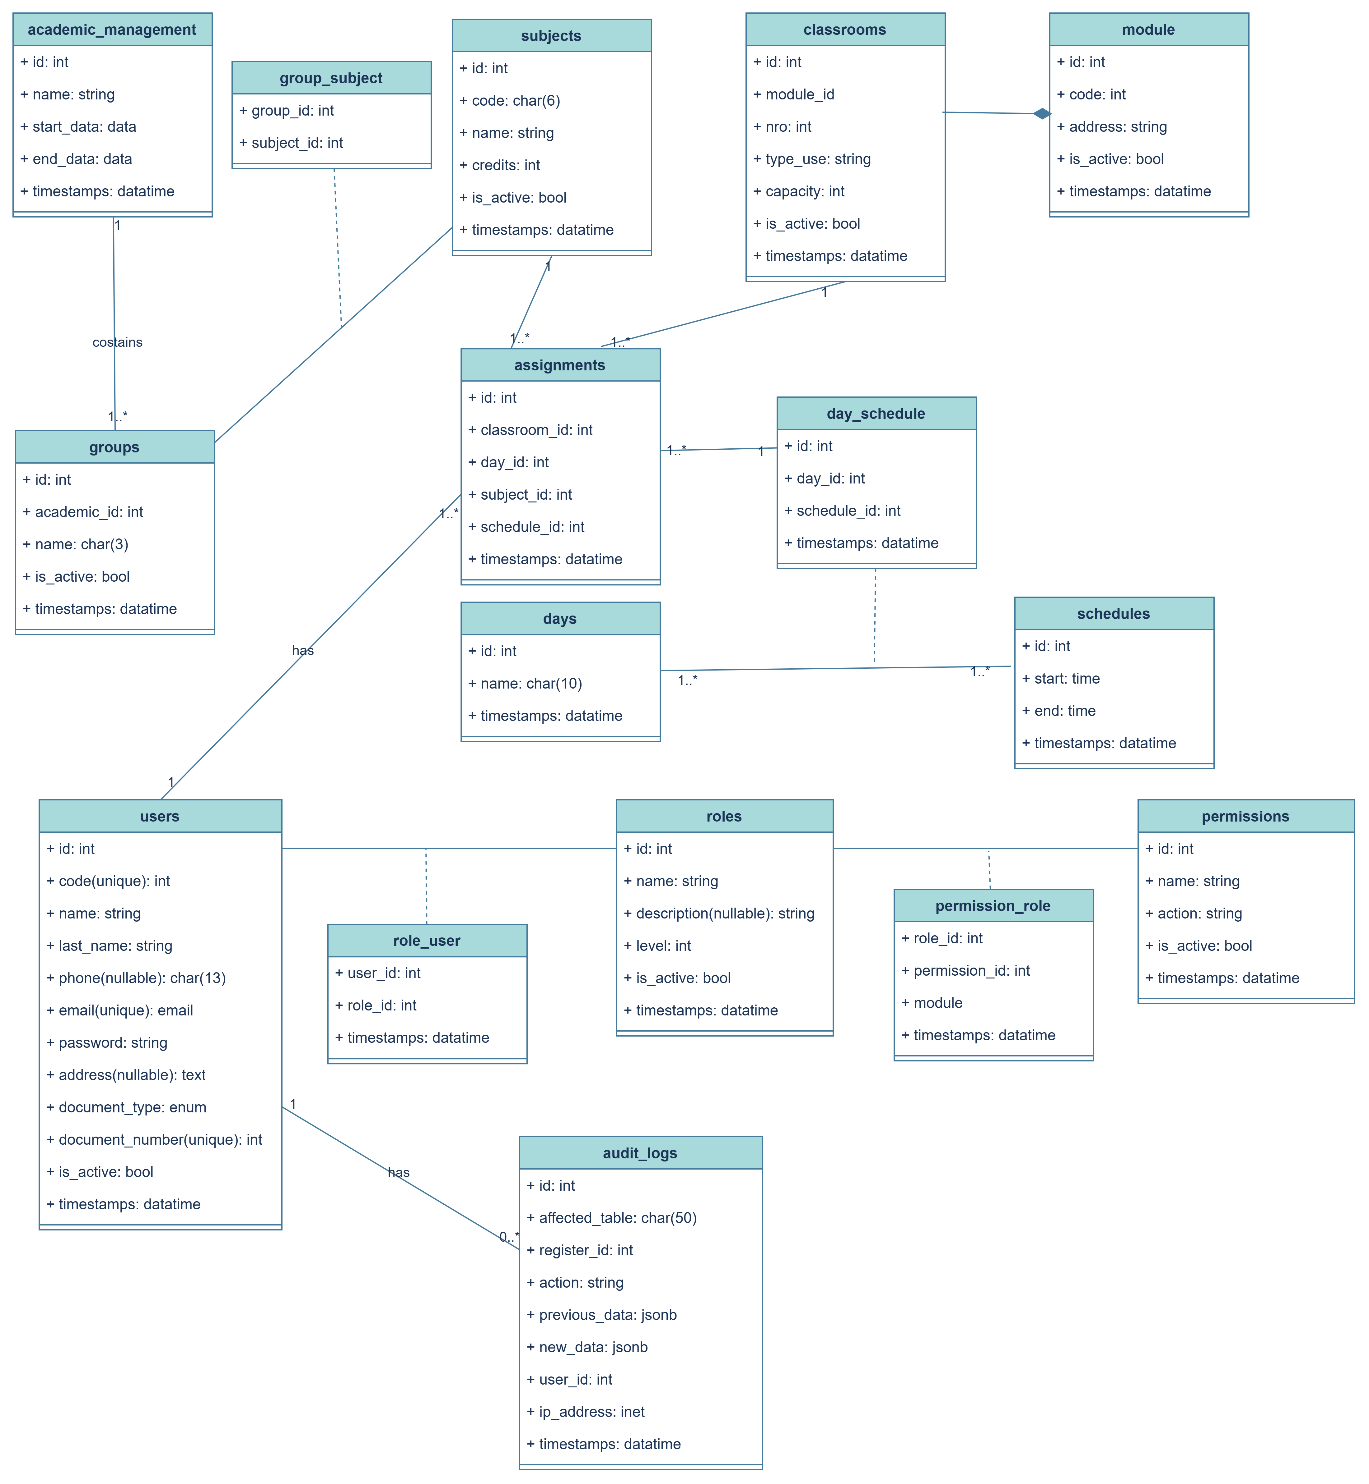 academic_management
+ id: int
+ name: string
+ start_data: data
+ end_data: data
+ timestamps: datatime
group_subject
+ group_id: int
+ subject_id: int
subjects
+ id: int
+ code: char(6)
+ name: string
+ credits: int
+ is_active: bool
+ timestamps: datatime
classrooms
+ id: int
+ module_id
+ nro: int
+ type_use: string
+ capacity: int
+ is_active: bool
+ timestamps: datatime
module
+ id: int
+ code: int
+ address: string
+ is_active: bool
+ timestamps: datatime
1
costains
1..*
1
1..*
1
1..*
groups
+ id: int
+ academic_id: int
+ name: char(3)
+ is_active: bool
+ timestamps: datatime
assignments
+ id: int
+ classroom_id: int
+ day_id: int
+ subject_id: int
+ schedule_id: int
+ timestamps: datatime
1..*
1
day_schedule
+ id: int
+ day_id: int
+ schedule_id: int
+ timestamps: datatime
1..*
has
1
days
+ id: int
+ name: char(10)
+ timestamps: datatime
1..*
1..*
schedules
+ id: int
+ start: time
+ end: time
+ timestamps: datatime
users
+ id: int
+ code(unique): int
+ name: string
+ last_name: string
+ phone(nullable): char(13)
+ email(unique): email
+ password: string
+ address(nullable): text
+ document_type: enum
+ document_number(unique): int
+ is_active: bool
+ timestamps: datatime
role_user
+ user_id: int
+ role_id: int
+ timestamps: datatime
roles
+ id: int
+ name: string
+ description(nullable): string
+ level: int
+ is_active: bool
+ timestamps: datatime
permission_role
+ role_id: int
+ permission_id: int
+ module
+ timestamps: datatime
permissions
+ id: int
+ name: string
+ action: string
+ is_active: bool
+ timestamps: datatime
1
has
0..*
audit_logs
+ id: int
+ affected_table: char(50)
+ register_id: int
+ action: string
+ previous_data: jsonb
+ new_data: jsonb
+ user_id: int
+ ip_address: inet
+ timestamps: datatime